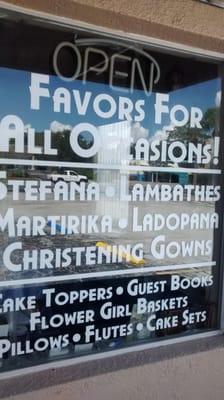 OPEN
FAVORS FOR
ALL OCCASIONS!
STEFANA • LAMBATHES
MARTIRIKA • LADOPANA
CHRISTENING GOWNS
CAKE TOPPERS • GUEST BOOKS
FLOWER GIRL BASKETS
PILLOWS • FLUTES • CAKE SETS